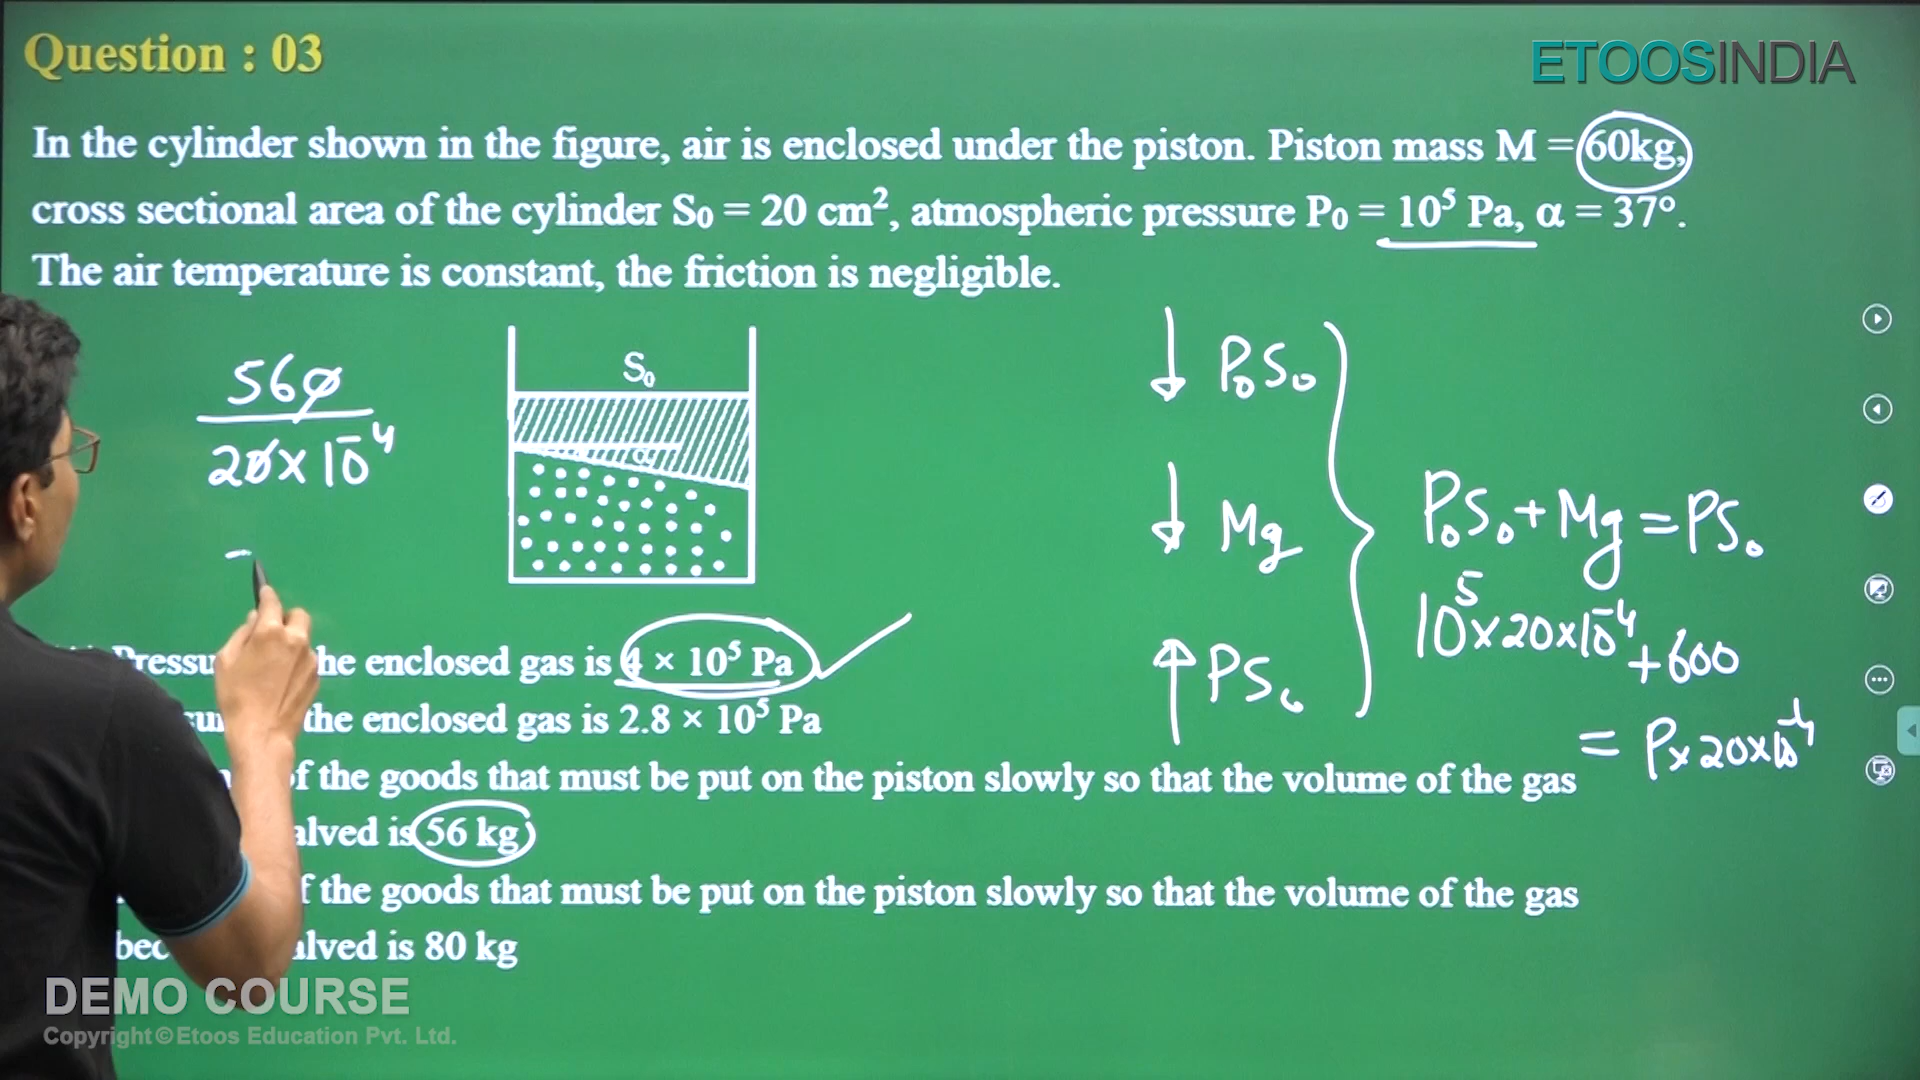 Question : 03
ETOOSINDIA
In the cylinder shown in the figure, air is enclosed under the piston. Piston mass M = 60kg,
cross sectional area of the cylinder S₀ = 20 cm², atmospheric pressure P₀ = 10⁵ Pa, α = 37º.
The air temperature is constant, the friction is negligible.
S₀
α
560
20×10⁻⁴
↓ P₀S₀
↓ Mg
↑ PS₀
P₀S₀+Mg=PS₀
10⁵×20×10⁻⁴
+600
= P×20×10⁻⁴
Pressu he enclosed gas is 4 × 10⁵ Pa
su the enclosed gas is 2.8 × 10⁵ Pa
of the goods that must be put on the piston slowly so that the volume of the gas
alved is 56 kg
f the goods that must be put on the piston slowly so that the volume of the gas
bec alved is 80 kg
DEMO COURSE
Copyright © Etoos Education Pvt. Ltd.